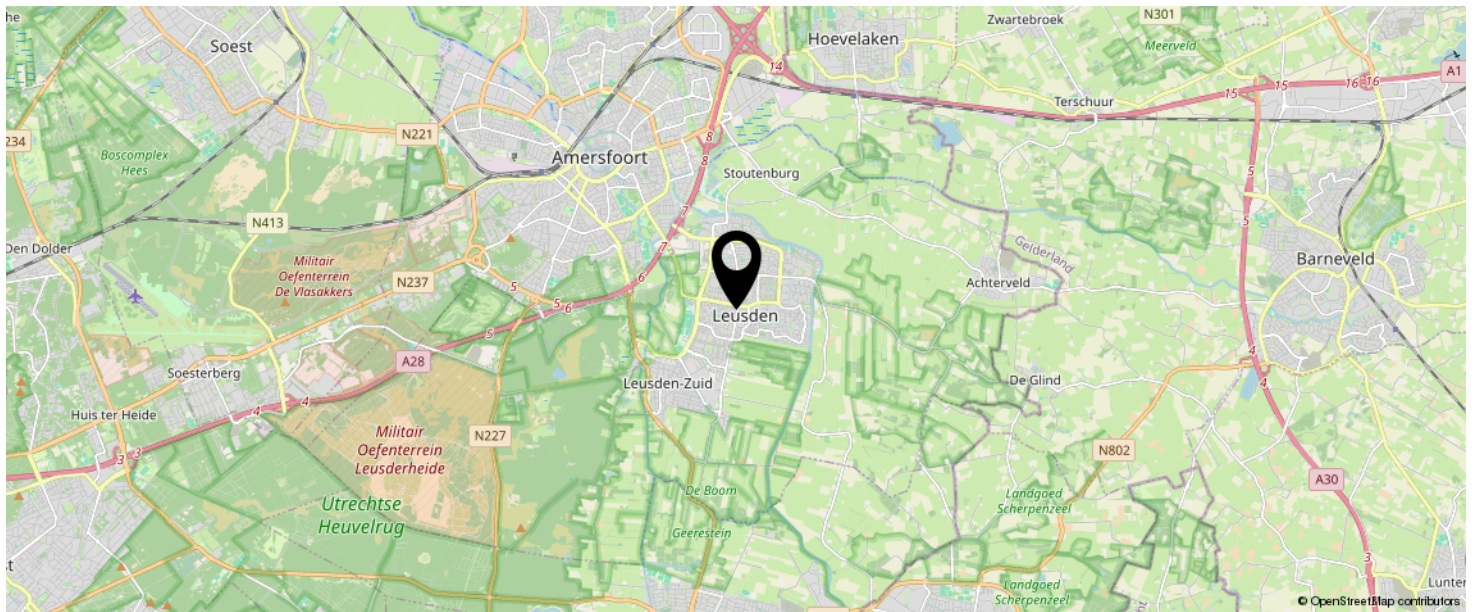 he
Soest
Zwartebroek
N301
Hoevelaken
Meerveld
14
A1
15
15
16
16
Terschuur
234
N221
8
Boscomplex
Hees
Amersfoort
8
Stoutenburg
5
N413
7
5
Den Dolder
7
Gelderland
Militair
Oefenterrein
De Vlasakkers
Barneveld
N237
5
6
5
6
Achterveld
Leusden
5
4
A28
Soesterberg
Leusden-Zuid
De Glind
4
4
4
Huis ter Heide
Militair
Oefenterrein
Leusderheide
N227
N802
3
3
A30
De Boom
Landgoed
Scherpenzeel
Utrechtse
Heuvelrug
Geerestein
3
st
Landgoed
Scherpenzeel
Lunter
© OpenStreetMap contributors